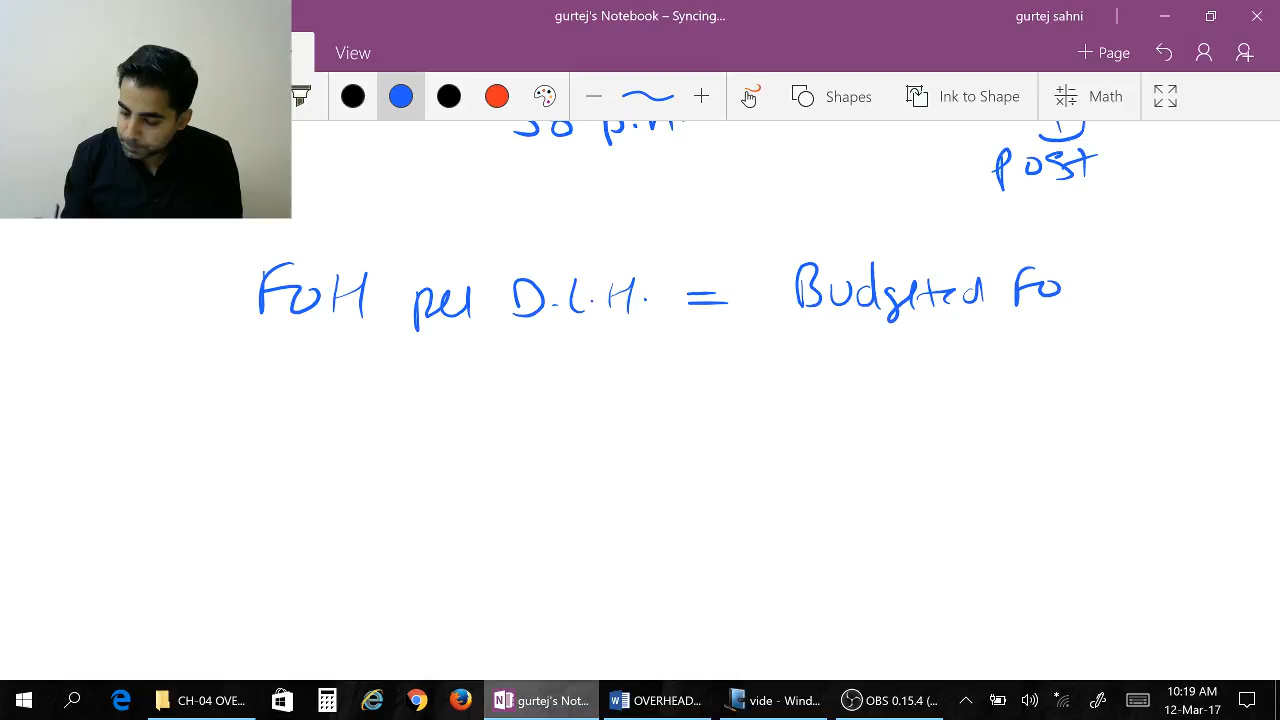 gurtej's Notebook – Syncing...
gurtej sahni
View
Page
Shapes
Ink to Shape
Math
post
FOH per D.L.H. = Budgeted FO
CH-04 OVE...
gurtej's Not...
OVERHEAD...
vide - Wind...
OBS 0.15.4 (...
10:19 AM
12-Mar-17